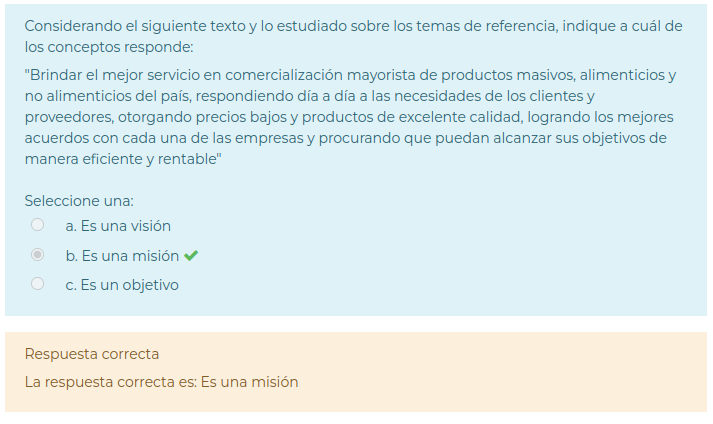 Considerando el siguiente texto y lo estudiado sobre los temas de referencia, indique a cuál de
los conceptos responde:
"Brindar el mejor servicio en comercialización mayorista de productos masivos, alimenticios y
no alimenticios del país, respondiendo día a día a las necesidades de los clientes y
proveedores, otorgando precios bajos y productos de excelente calidad, logrando los mejores
acuerdos con cada una de las empresas y procurando que puedan alcanzar sus objetivos de
manera eficiente y rentable"
Seleccione una:
a. Es una visión
b. Es una misión
c. Es un objetivo
Respuesta correcta
La respuesta correcta es: Es una misión